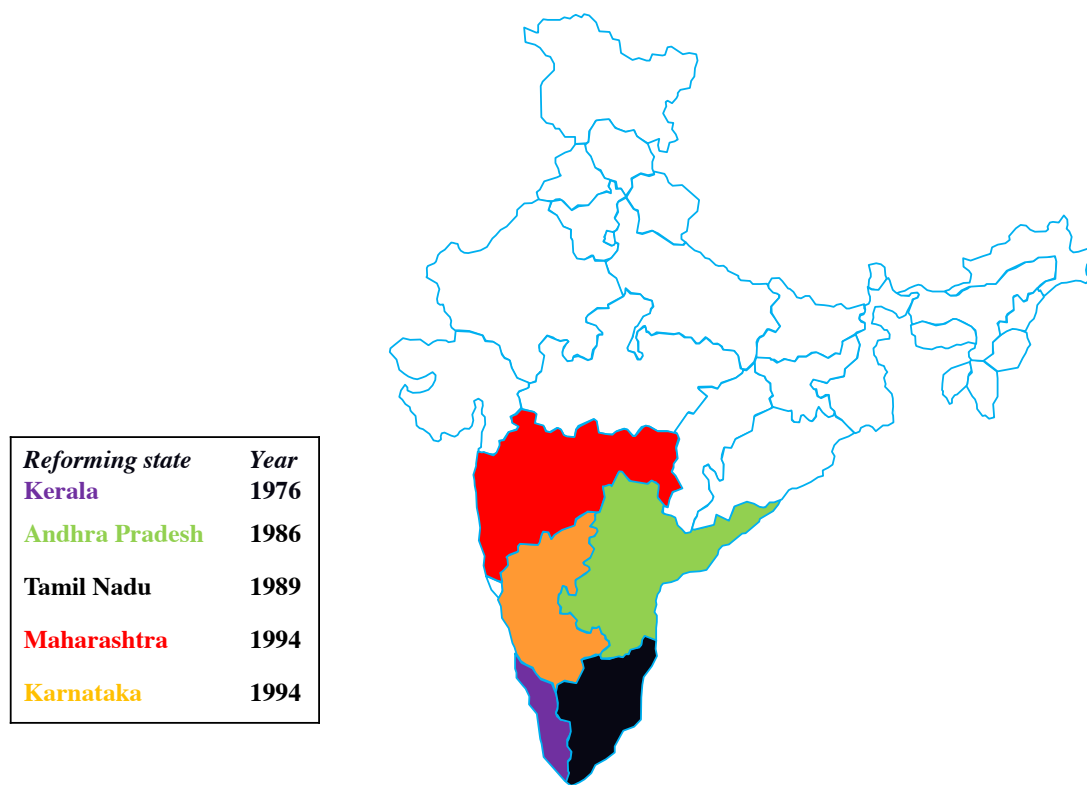 Reforming state Year
Kerala 1976
Andhra Pradesh 1986
Tamil Nadu 1989
Maharashtra 1994
Karnataka 1994